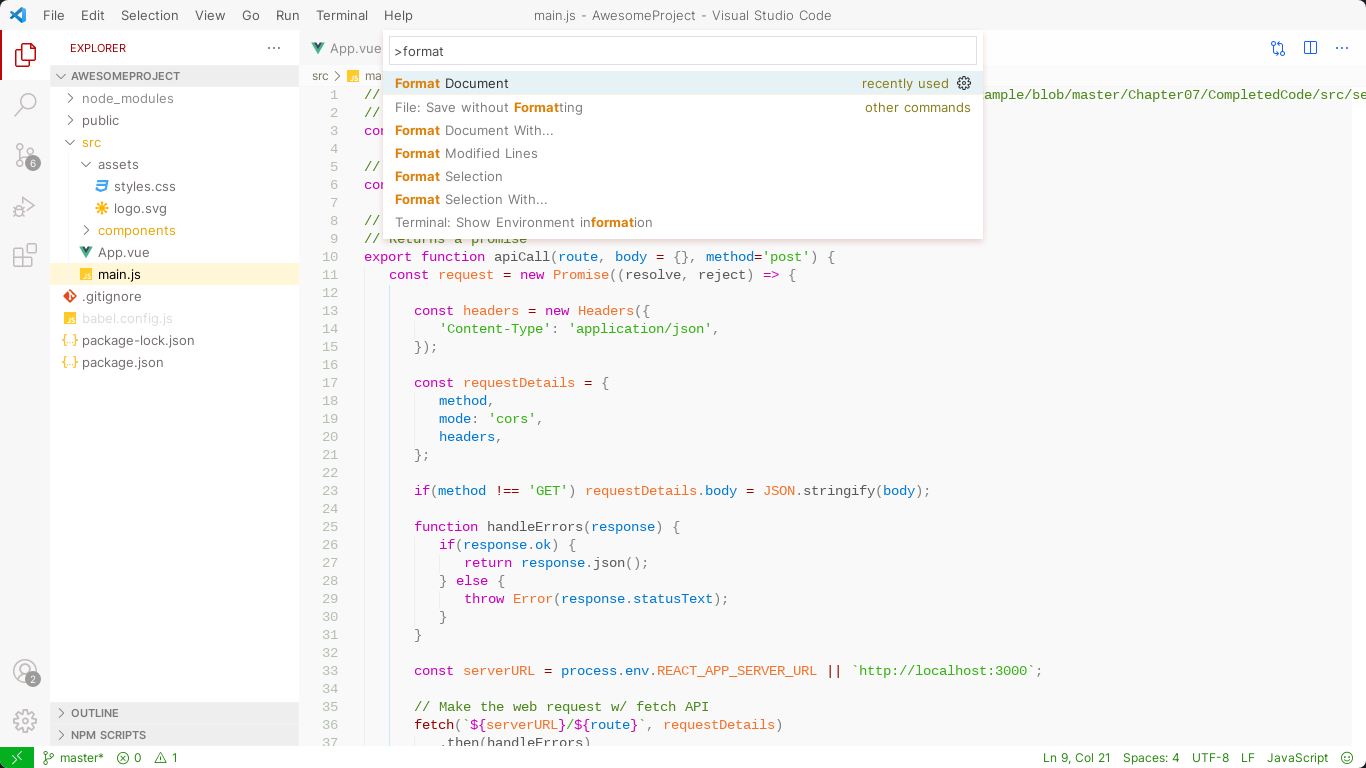 File Edit Selection View Go Run Terminal Help main.js - AwesomeProject - Visual Studio Code
EXPLORER
AWESOMEPROJECT
node_modules
public
src
assets
styles.css
logo.svg
components
App.vue
main.js
.gitignore
babel.config.js
package-lock.json
package.json
OUTLINE
NPM SCRIPTS
6
2
App.vue
>format
Format Document recently used
File: Save without Formatting other commands
Format Document With...
Format Modified Lines
Format Selection
Format Selection With...
Terminal: Show Environment information
src
1 // ample/blob/master/Chapter07/CompletedCode/src/se
2 //
3 con
4
5 //
6 con
7
8 //
9 // Returns a promise
10 export function apiCall(route, body = {}, method='post') {
11 const request = new Promise((resolve, reject) => {
12
13 const headers = new Headers({
14 'Content-Type': 'application/json',
15 });
16
17 const requestDetails = {
18 method,
19 mode: 'cors',
20 headers,
21 };
22
23 if(method !== 'GET') requestDetails.body = JSON.stringify(body);
24
25 function handleErrors(response) {
26 if(response.ok) {
27 return response.json();
28 } else {
29 throw Error(response.statusText);
30 }
31 }
32
33 const serverURL = process.env.REACT_APP_SERVER_URL || `http://localhost:3000`;
34
35 // Make the web request w/ fetch API
36 fetch(`${serverURL}/${route}`, requestDetails)
37 .then(handleErrors)
master* 0 1 Ln 9, Col 21 Spaces: 4 UTF-8 LF JavaScript